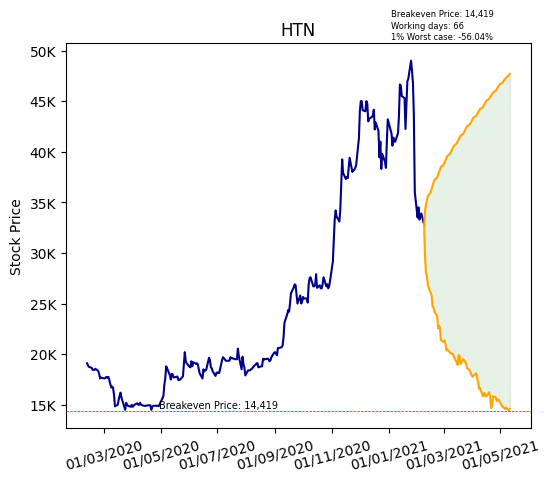 Breakeven Price: 14,419
Working days: 66
1% Worst case: -56.04%
HTN
50K
45K
40K
35K
30K
25K
20K
15K
Stock Price
Breakeven Price: 14,419
01/03/2020
01/05/2020
01/07/2020
01/09/2020
01/11/2020
01/01/2021
01/03/2021
01/05/2021